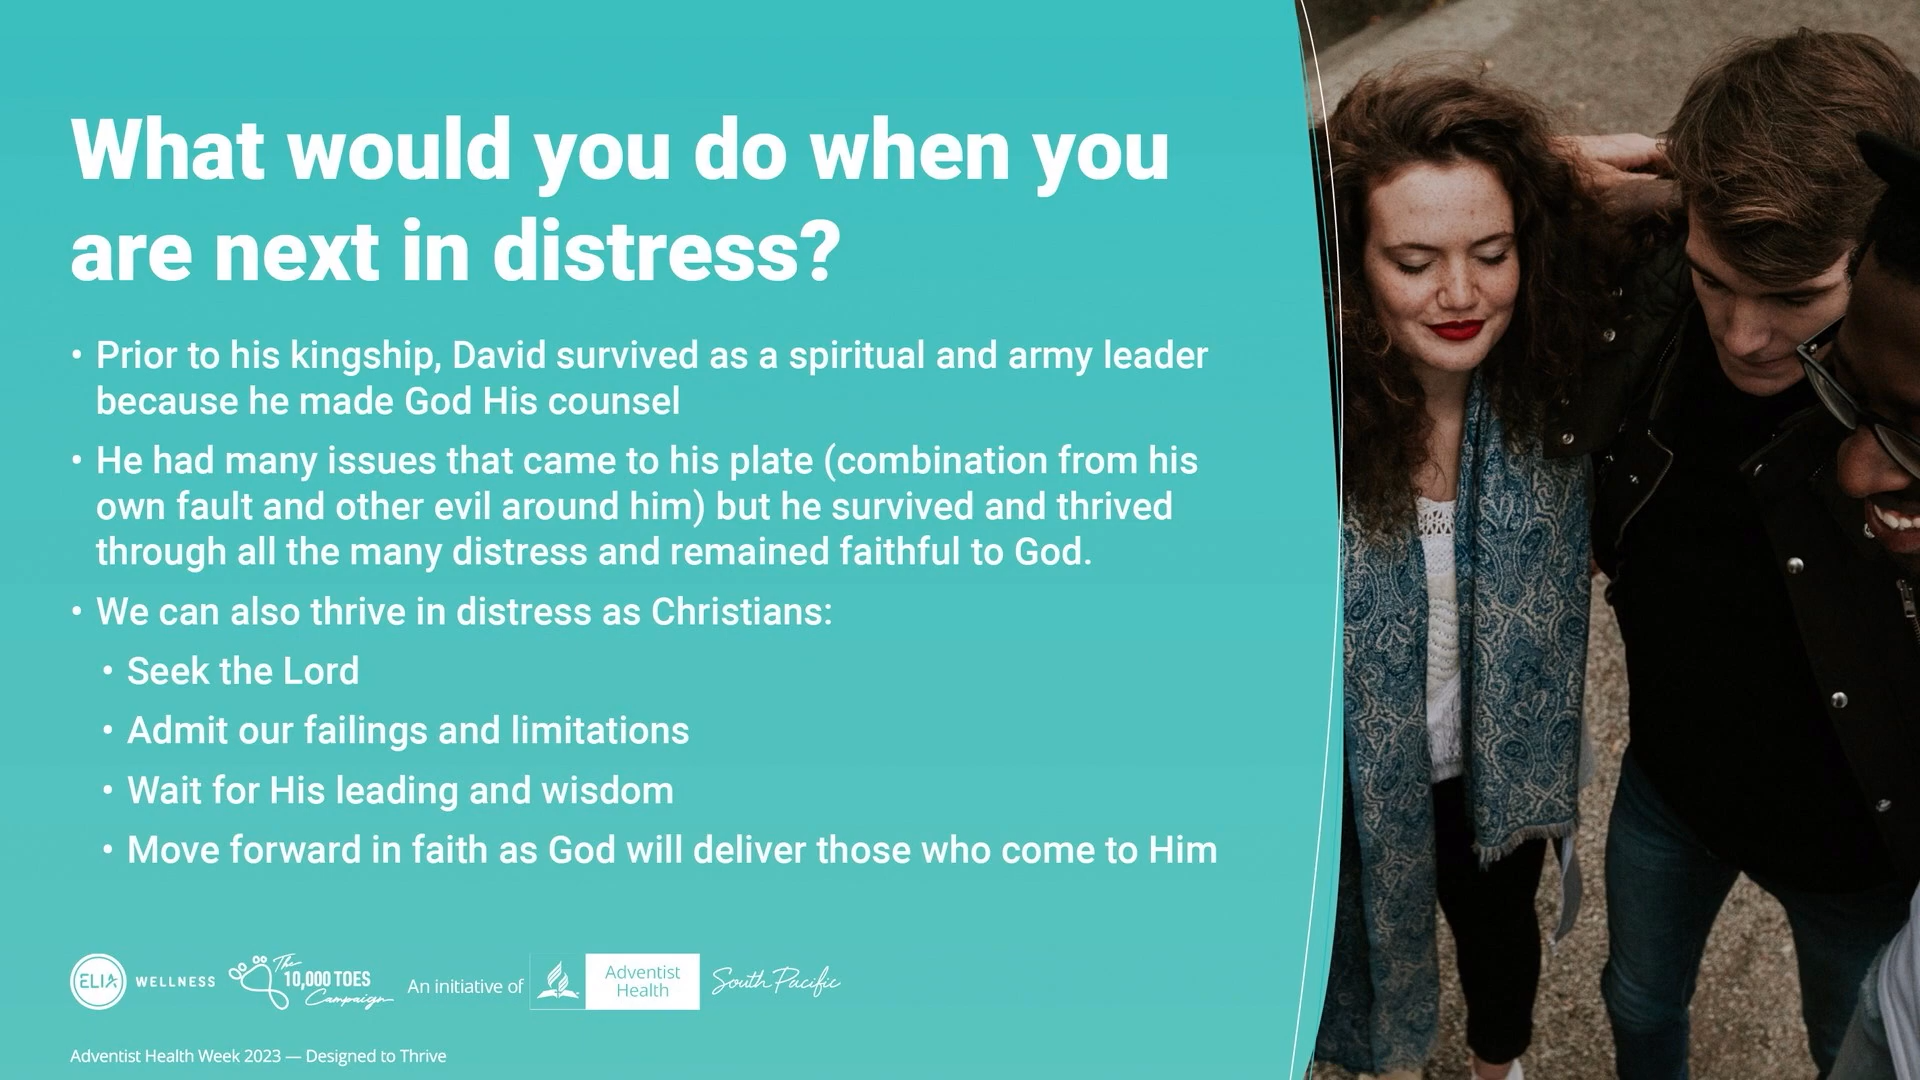 What would you do when you
are next in distress?
• Prior to his kingship, David survived as a spiritual and army leader
because he made God His counsel
• He had many issues that came to his plate (combination from his
own fault and other evil around him) but he survived and thrived
through all the many distress and remained faithful to God.
• We can also thrive in distress as Christians:
• Seek the Lord
• Admit our failings and limitations
• Wait for His leading and wisdom
• Move forward in faith as God will deliver those who come to Him
ELIA WELLNESS
The
10,000 TOES
Campaign
An initiative of
Adventist
Health
South Pacific
Adventist Health Week 2023 — Designed to Thrive